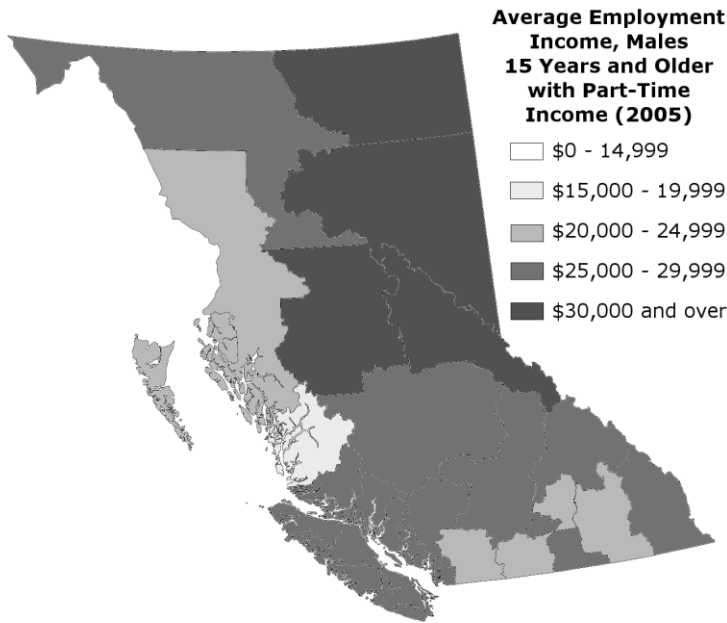 Average Employment
Income, Males
15 Years and Older
with Part-Time
Income (2005)
$0 - 14,999
$15,000 - 19,999
$20,000 - 24,999
$25,000 - 29,999
$30,000 and over